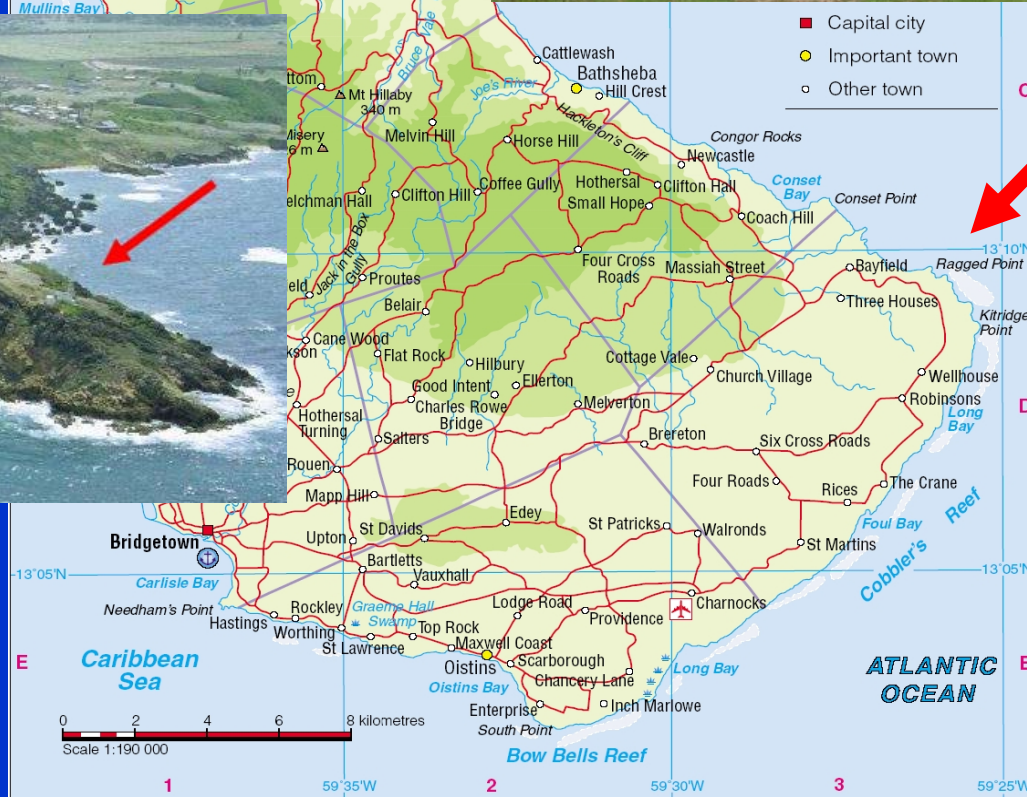 Mullins Bay
Capital city
Important town
Other town
C
Cattlewash
Bathsheba
Hill Crest
Bruce Vale
Joe's River
ttom
Mt Hillaby
340 m
Hackleton's Cliff
Misery
6 m
Melvin Hill
Horse Hill
Congor Rocks
Newcastle
elchman Hall
Clifton Hill
Coffee Gully
Hothersal
Clifton Hall
Small Hope
Conset
Bay
Conset Point
Coach Hill
Jack in the Box
Gully
eld
Proutes
Four Cross
Roads
Massiah Street
13°10'N
Bayfield
Ragged Point
Three Houses
Kitridge
Point
Belair
Cane Wood
kson
Flat Rock
Hilbury
Cottage Vale
Church Village
Wellhouse
Good Intent
Ellerton
e
Charles Rowe
Bridge
Melverton
Robinsons
Long
Bay
D
Hothersal
Turning
Salters
Brereton
Six Cross Roads
Rouen
Four Roads
The Crane
Mapp Hill
Rices
Edey
St Davids
St Patricks
Walronds
Foul Bay
Cobbler's Reef
Bridgetown
Upton
St Martins
13°05'N
Bartletts
13°05'N
Carlisle Bay
Vauxhall
Needham's Point
Rockley
Graeme Hall
Swamp
Lodge Road
Charnocks
Hastings
Worthing
Top Rock
Providence
St Lawrence
Maxwell Coast
E
Caribbean
Sea
Oistins
Scarborough
Long Bay
ATLANTIC
OCEAN
E
Oistins Bay
Chancery Lane
Enterprise
Inch Marlowe
South Point
0 2 4 6 8 kilometres
Scale 1:190 000
Bow Bells Reef
1
59°35'W
2
59°30'W
3
59°25'W